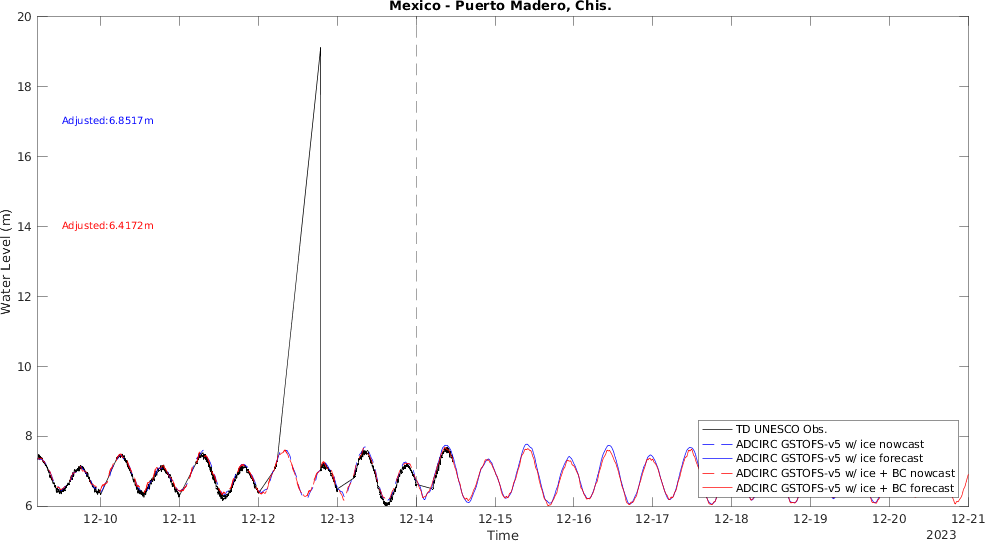 Mexico - Puerto Madero, Chis.
20
18
16
14
12
10
8
6
Water Level (m)
Adjusted:6.8517m
Adjusted:6.4172m
TD UNESCO Obs.
ADCIRC GSTOFS-v5 w/ ice nowcast
ADCIRC GSTOFS-v5 w/ ice forecast
ADCIRC GSTOFS-v5 w/ ice + BC nowcast
ADCIRC GSTOFS-v5 w/ ice + BC forecast
12-10 12-11 12-12 12-13 12-14 12-15 12-16 12-17 12-18 12-19 12-20 12-21
Time
2023